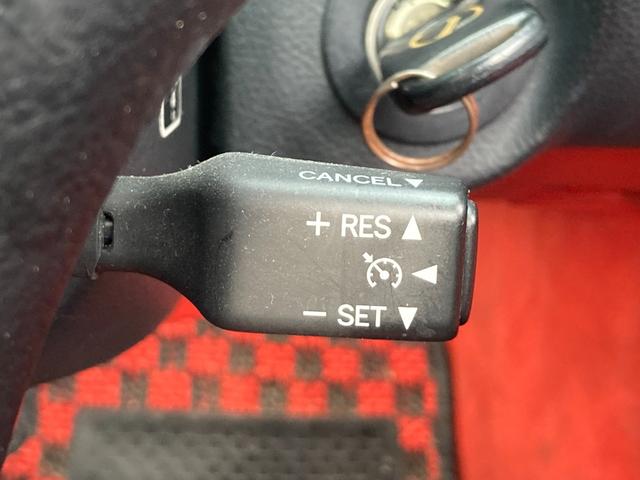 CANCEL▼
+ RES ▲
◀
− SET ▼